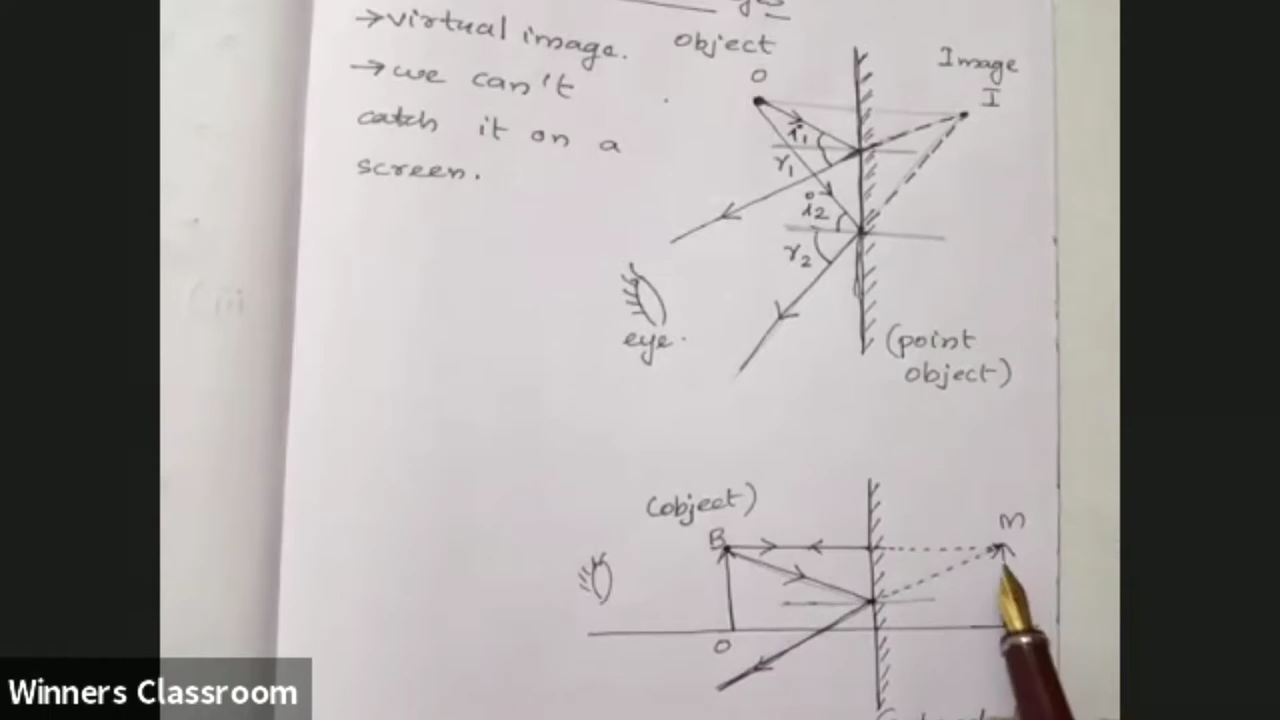 →virtual image.
→we can't
catch it on a
screen.
object
O
Image
I
i₁
r₁
i₂
r₂
eye.
(point
object)
(object)
B
M
O
Winners Classroom